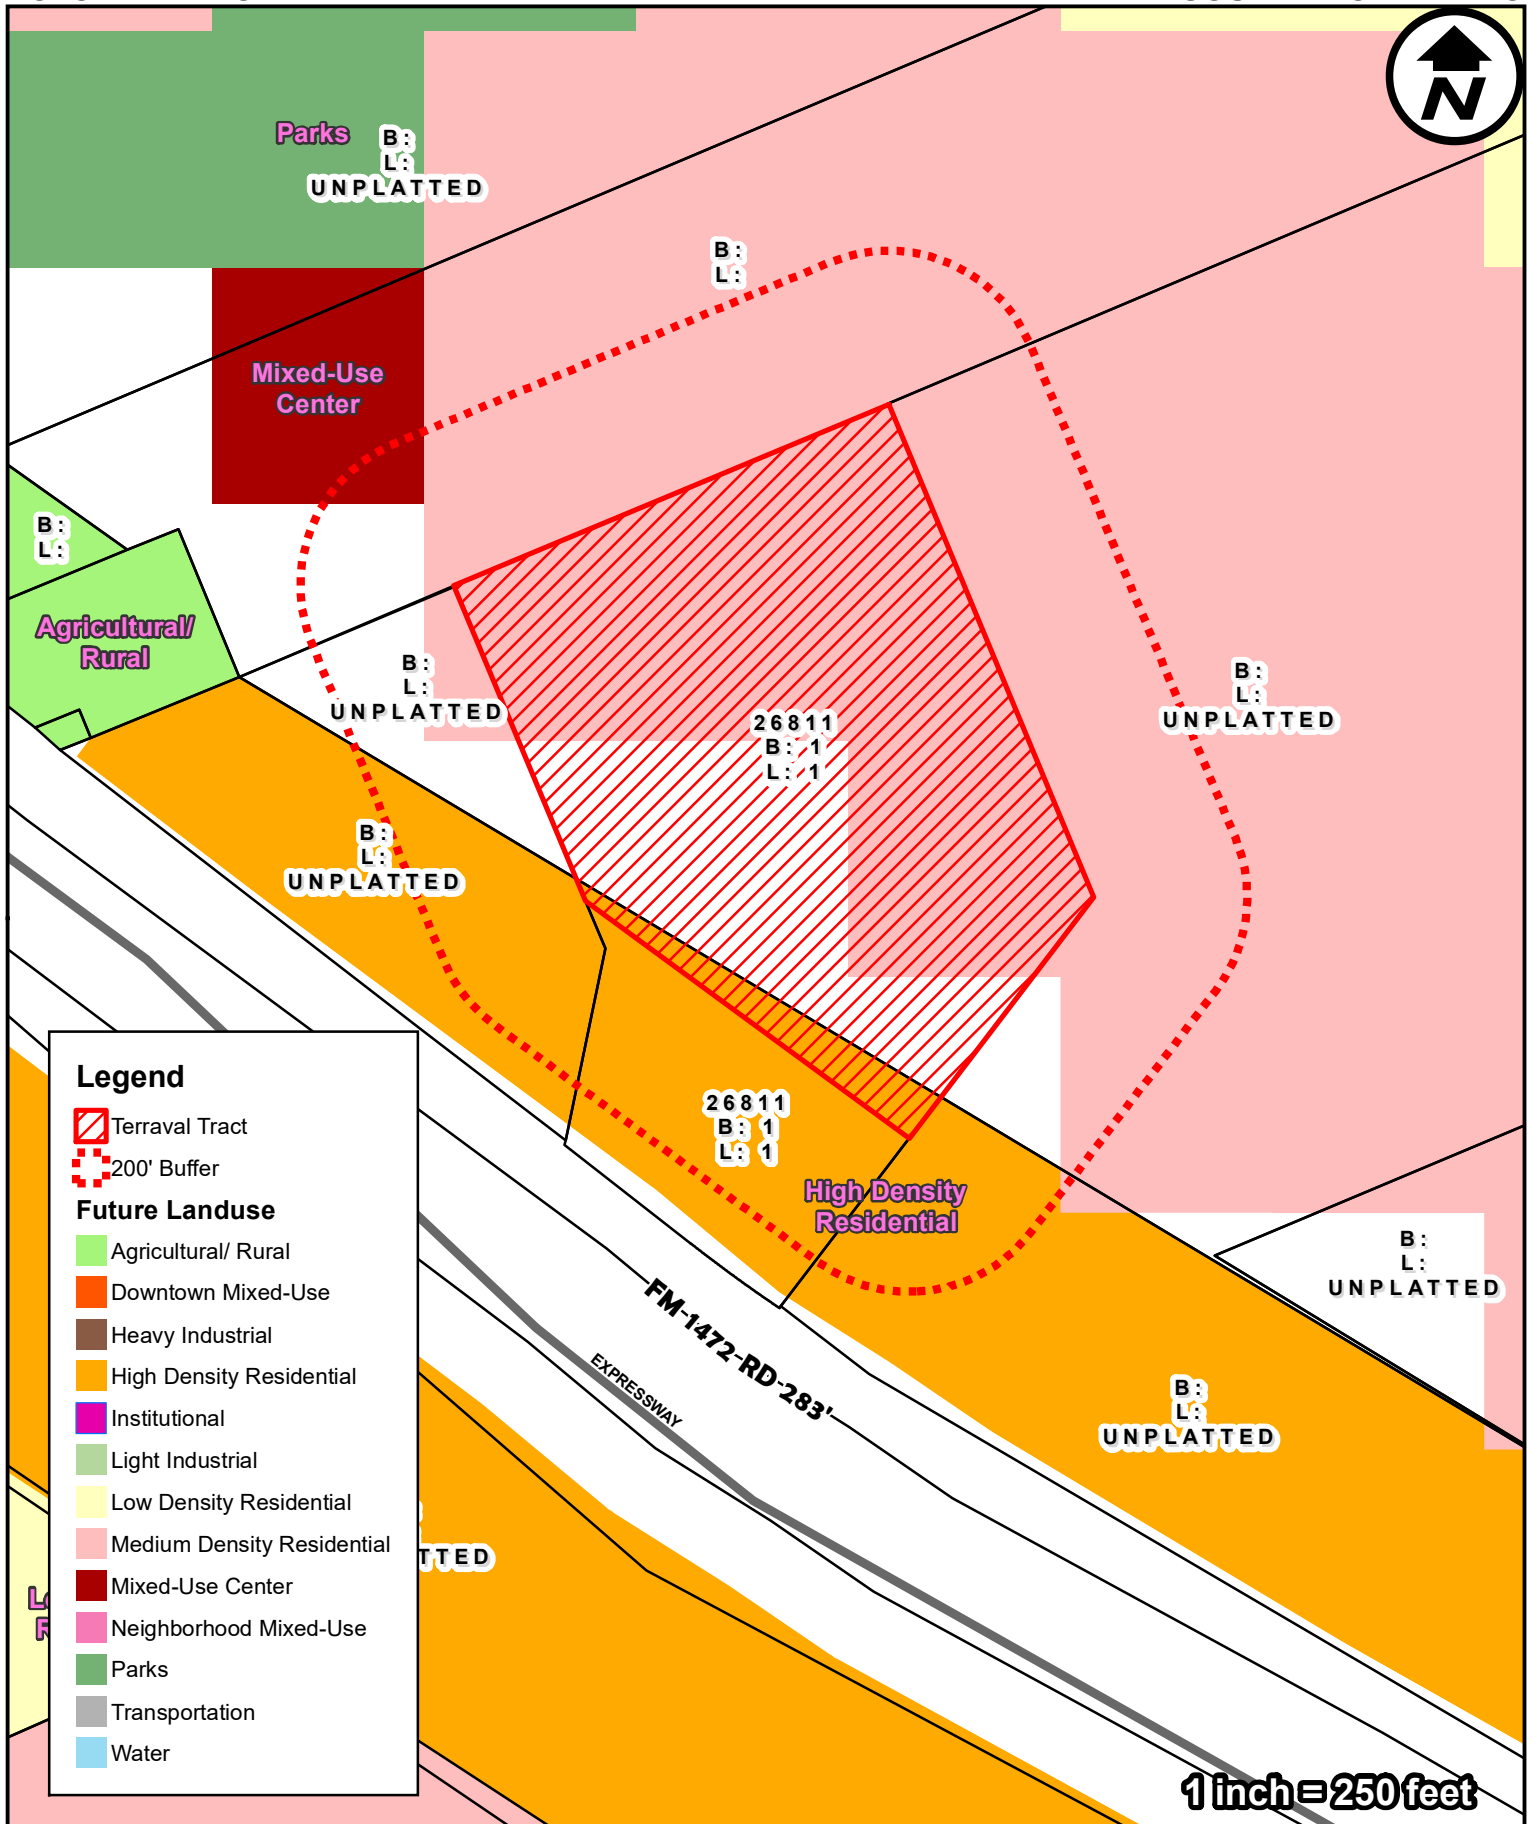 N
Parks
B:
L:
UNPLATTED
B:
L:
Mixed-Use
Center
B:
L:
Agricultural/
Rural
B:
L:
UNPLATTED
B:
L:
UNPLATTED
26811
B: 1
L: 1
B:
L:
UNPLATTED
26811
B: 1
L: 1
High Density
Residential
B:
L:
UNPLATTED
FM-1472-RD-283'
EXPRESSWAY
B:
L:
UNPLATTED
TTED
Legend
Terraval Tract
200' Buffer
Future Landuse
Agricultural/ Rural
Downtown Mixed-Use
Heavy Industrial
High Density Residential
Institutional
Light Industrial
Low Density Residential
Medium Density Residential
Mixed-Use Center
Neighborhood Mixed-Use
Parks
Transportation
Water
1 inch = 250 feet